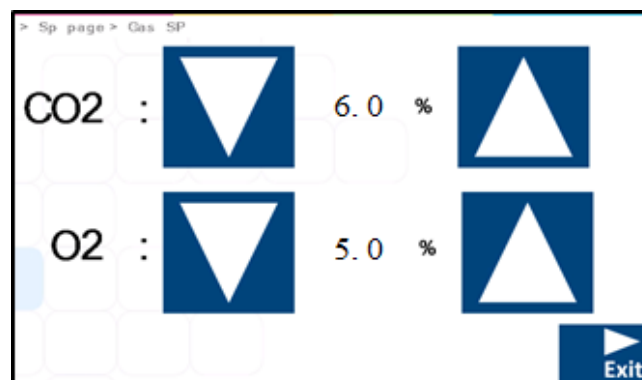 > Sp page> Gas SP
CO2 : 6.0 %
O2 : 5.0 %
Exit